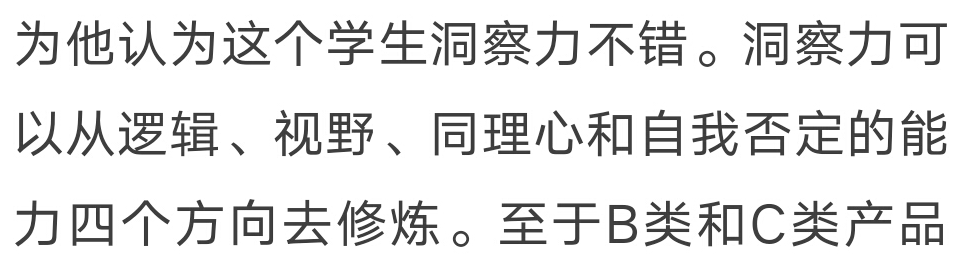 为他认为这个学生洞察力不错。洞察力可
以从逻辑、视野、同理心和自我否定的能
力四个方向去修炼。至于B类和C类产品